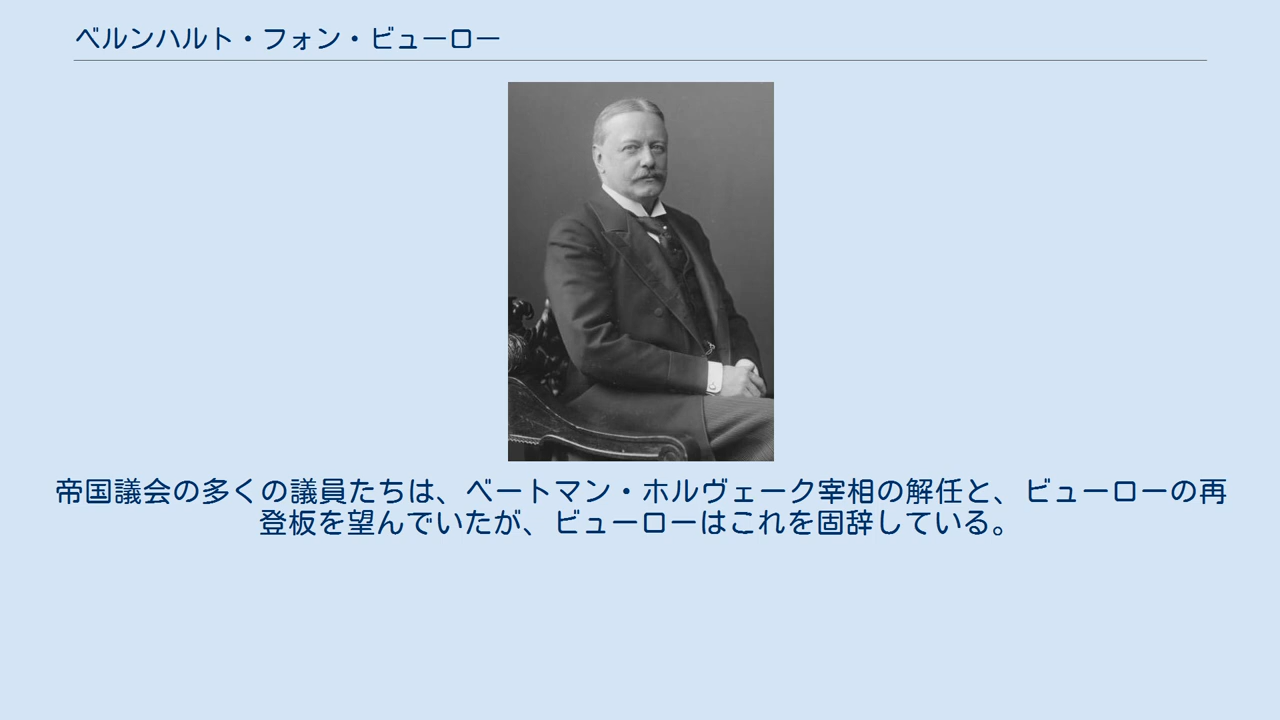 ベルンハルト・フォン・ビューロー
帝国議会の多くの議員たちは、ベートマン・ホルヴェーク宰相の解任と、ビューローの再
登板を望んでいたが、ビューローはこれを固辞している。